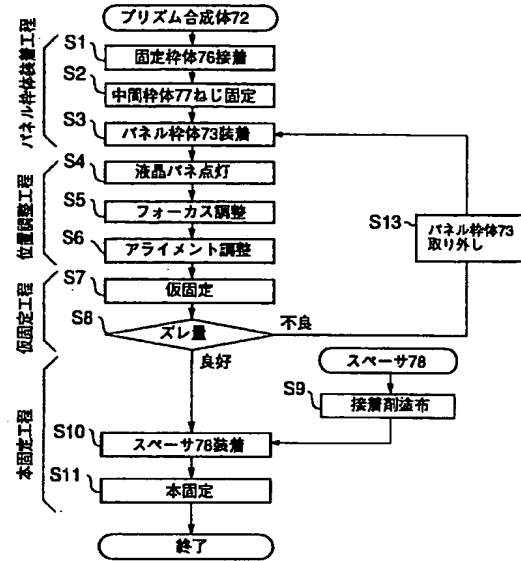 プリズム合成体72
S1
固定枠体76接着
S2
中間枠体77ねじ固定
S3
パネル枠体73装着
パネル枠体装着工程
S4
液晶パネ点灯
S5
フォーカス調整
S6
アライメント調整
位置調整工程
S7
仮固定
S8
ズレ量
不良
良好
仮固定工程
S13
パネル枠体73
取り外し
スペーサ78
S9
接着剤塗布
S10
スペーサ78装着
S11
本固定
本固定工程
終了